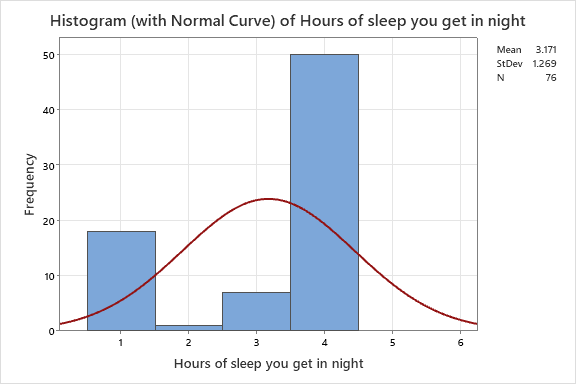 Histogram (with Normal Curve) of Hours of sleep you get in night
Mean 3.171
StDev 1.269
N 76
Frequency
50
40
30
20
10
0
1 2 3 4 5 6
Hours of sleep you get in night